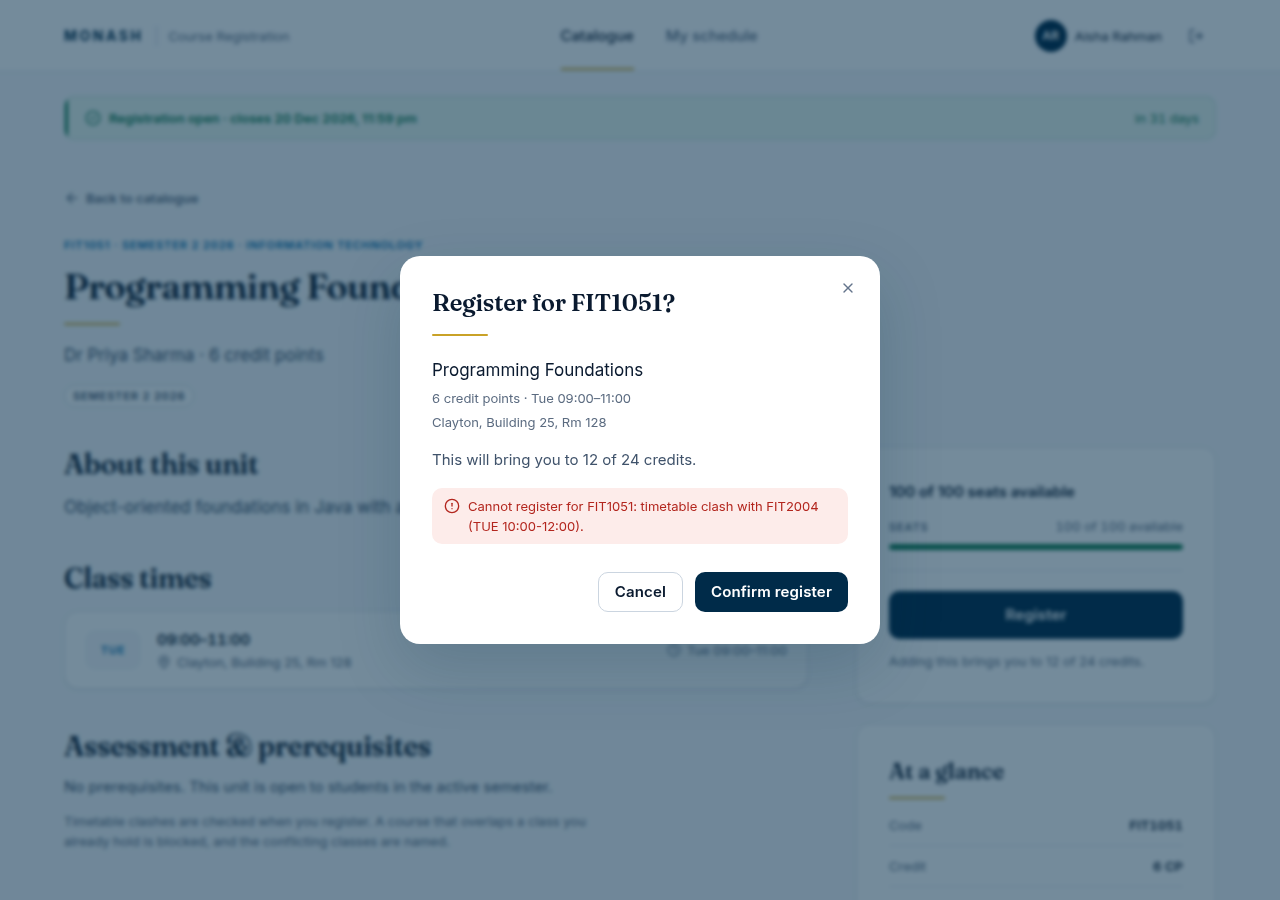 MONASH
Course Registration
Catalogue
My schedule
AR
Aisha Rahman
Registration open · closes 20 Dec 2026, 11:59 pm
in 31 days
Back to catalogue
FIT1051 · SEMESTER 2 2026 · INFORMATION TECHNOLOGY
Programming
Dr Priya Sharma · 6 credit points
SEMESTER 2 2026
About this unit
Object-oriented foundations in Java with
Class times
TUE
09:00–11:00
Clayton, Building 25, Rm 128
Tue 09:00–11:00
Assessment & prerequisites
No prerequisites. This unit is open to students in the active semester.
Timetable clashes are checked when you register. A course that overlaps a class you
already hold is blocked, and the conflicting classes are named.
Register for FIT1051?
Programming Foundations
6 credit points · Tue 09:00–11:00
Clayton, Building 25, Rm 128
This will bring you to 12 of 24 credits.
Cannot register for FIT1051: timetable clash with FIT2004
(TUE 10:00-12:00).
Cancel
Confirm register
100 of 100 seats available
SEATS
100 of 100 available
Register
Adding this brings you to 12 of 24 credits.
At a glance
Code
FIT1051
Credit
6 CP